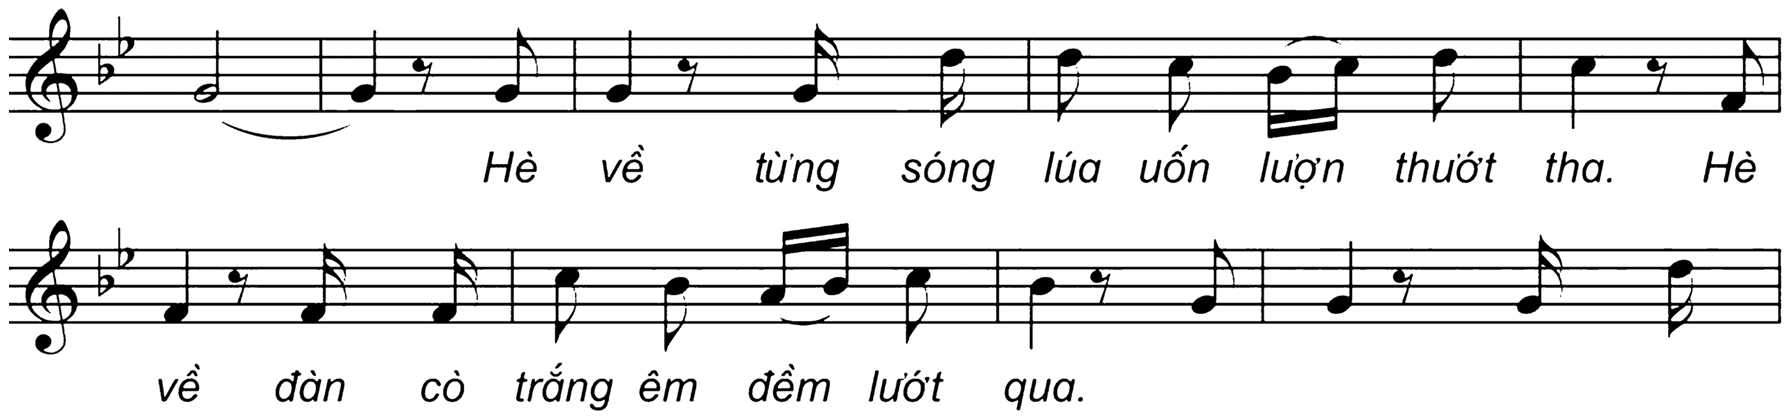 Hè về từng sóng lúa uốn lượn thướt tha. Hè
về đàn cò trắng êm đềm lướt qua.